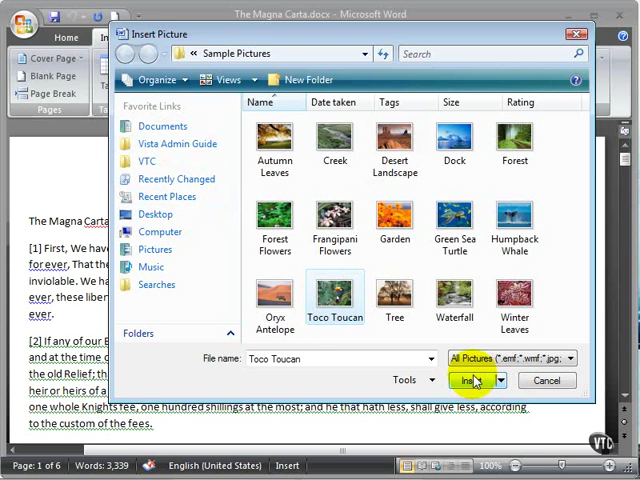 The Magna Carta.docx - Microsoft Word
Home
Cover Page
Blank Page
Page Break
Pages
Insert Picture
Sample Pictures
Search
Organize
Views
New Folder
Favorite Links
Documents
Vista Admin Guide
VTC
Recently Changed
Recent Places
Desktop
Computer
Pictures
Music
Searches
Folders
Name
Date taken
Tags
Size
Rating
Autumn Leaves
Creek
Desert Landscape
Dock
Forest
Forest Flowers
Frangipani Flowers
Garden
Green Sea Turtle
Humpback Whale
Oryx Antelope
Toco Toucan
Tree
Waterfall
Winter Leaves
File name:
Toco Toucan
All Pictures (*.emf;*.wmf;*.jpg;
Tools
Cancel
The Magna Carta
[1] First, We have
for ever, That the
inviolable. We ha
ever, these libert
ever.
[2] If any of our E
and at the time o
the old Relief; tha
heir or heirs of a
one whole Knights fee, one hundred shillings at the most; and he that hath less, shall give less, according
to the custom of the fees.
VTC
Page: 1 of 6
Words: 3,339
English (United States)
Insert
100%